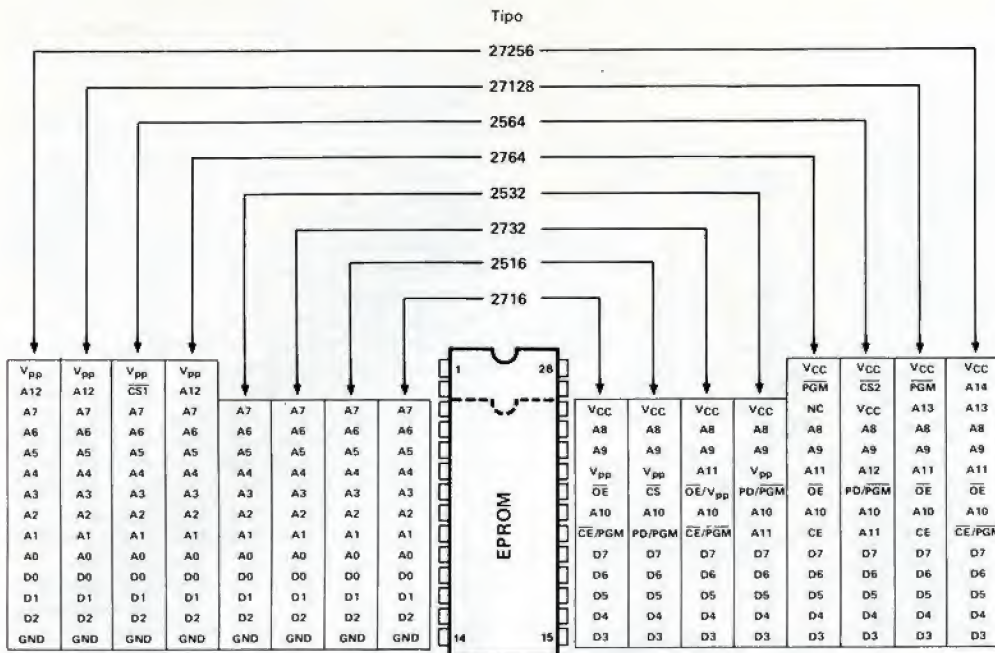 Tipo
27256
27128
2564
2764
2532
2732
2516
2716
Vpp Vpp Vpp Vpp 1 28 VCC VCC VCC VCC
A12 A12 CS1 A12 PGM CS2 PGM A14
A7 A7 A7 A7 A7 A7 A7 A7 VCC VCC VCC VCC NC VCC A13 A13
A6 A6 A6 A6 A6 A6 A6 A6 A8 A8 A8 A8 A8 A8 A8 A8
A5 A5 A5 A5 A5 A5 A5 A5 A9 A9 A9 A9 A9 A9 A9 A9
A4 A4 A4 A4 A4 A4 A4 A4 Vpp Vpp A11 Vpp A11 A12 A11 A11
A3 A3 A3 A3 A3 A3 A3 A3 OE CS OE/Vpp PD/PGM OE PD/PGM OE OE
A2 A2 A2 A2 A2 A2 A2 A2 A10 A10 A10 A10 A10 A10 A10 A10
A1 A1 A1 A1 A1 A1 A1 A1 CE/PGM PD/PGM CE/PGM A11 CE A11 CE CE/PGM
A0 A0 A0 A0 A0 A0 A0 A0 D7 D7 D7 D7 D7 D7 D7 D7
D0 D0 D0 D0 D0 D0 D0 D0 D6 D6 D6 D6 D6 D6 D6 D6
D1 D1 D1 D1 D1 D1 D1 D1 D5 D5 D5 D5 D5 D5 D5 D5
D2 D2 D2 D2 D2 D2 D2 D2 D4 D4 D4 D4 D4 D4 D4 D4
GND GND GND GND GND GND GND GND 14 15 D3 D3 D3 D3 D3 D3 D3 D3
EPROM